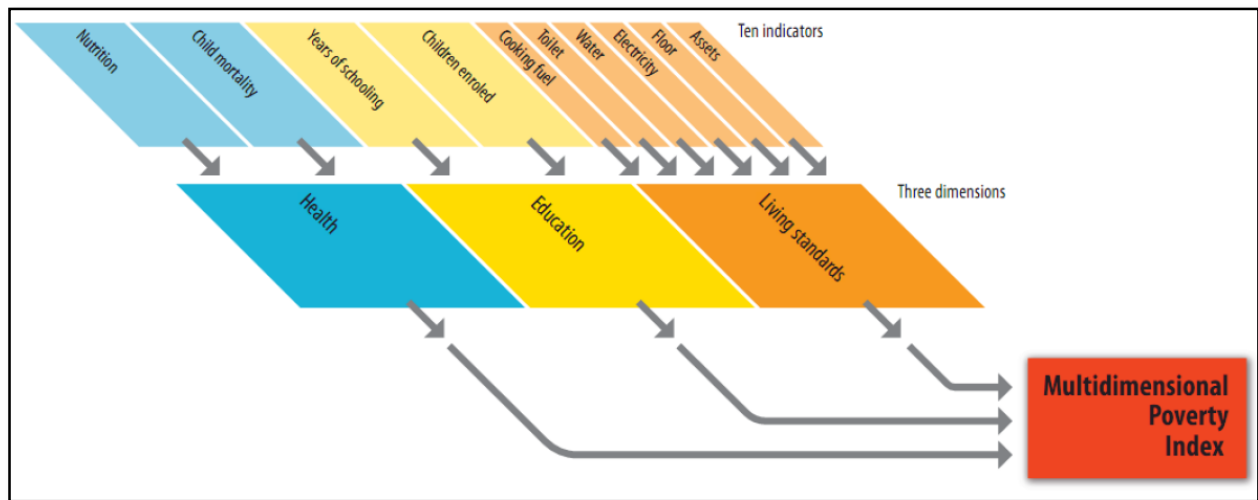 Nutrition
Child mortality
Years of schooling
Children enroled
Cooking fuel
Toilet
Water
Electricity
Floor
Assets
Ten indicators
Health
Education
Living standards
Three dimensions
Multidimensional
Poverty
Index